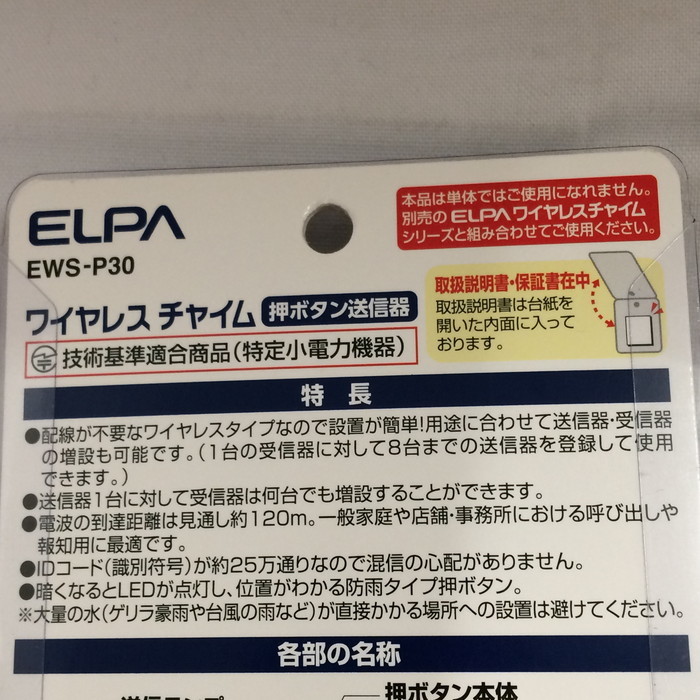 ELPA
EWS-P30
本品は単体ではご使用になれません。
別売のELPAワイヤレスチャイム
シリーズと組み合わせてご使用ください。
ワイヤレス チャイム 押ボタン送信器
技術基準適合商品(特定小電力機器)
取扱説明書・保証書在中
取扱説明書は台紙を
開いた内面に入って
おります。
特 長
●配線が不要なワイヤレスタイプなので設置が簡単!用途に合わせて送信器・受信器
の増設も可能です。(1台の受信器に対して8台までの送信器を登録して使用
できます。)
●送信器1台に対して受信器は何台でも増設することができます。
●電波の到達距離は見通し約120m。一般家庭や店舗・事務所における呼び出しや
報知用に最適です。
●IDコード(識別符号)が約25万通りなので混信の心配がありません。
●暗くなるとLEDが点灯し、位置がわかる防雨タイプ押ボタン。
※大量の水(ゲリラ豪雨や台風の雨など)が直接かかる場所への設置は避けてください。
各部の名称
送信ランプ
押ボタン本体